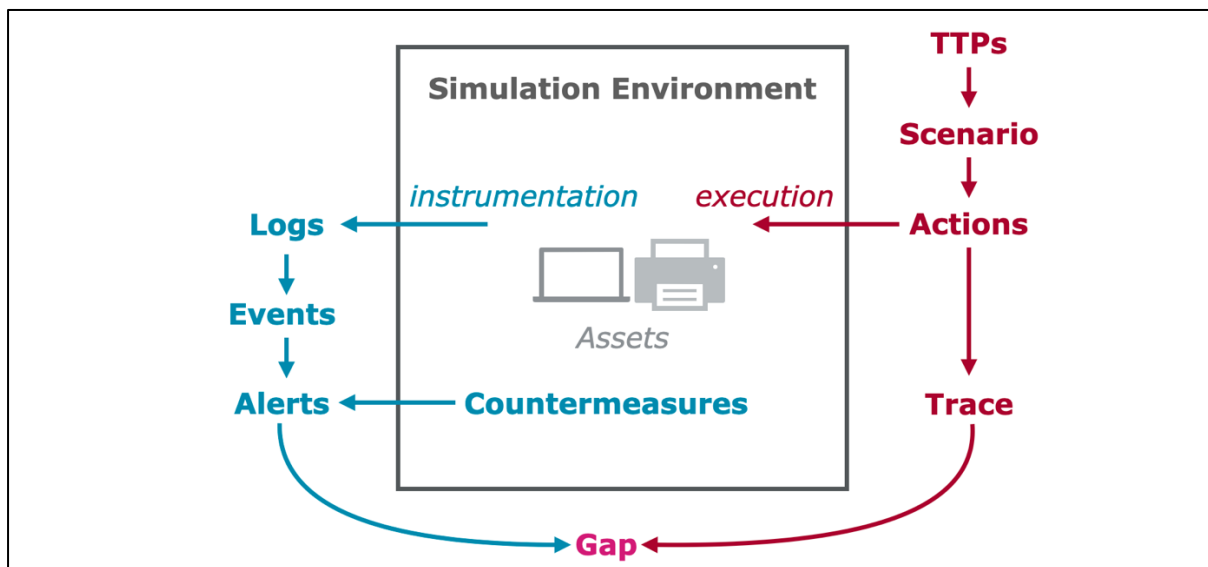 TTPs
Simulation Environment
Scenario
instrumentation
execution
Logs
Actions
Events
Assets
Alerts
Countermeasures
Trace
Gap